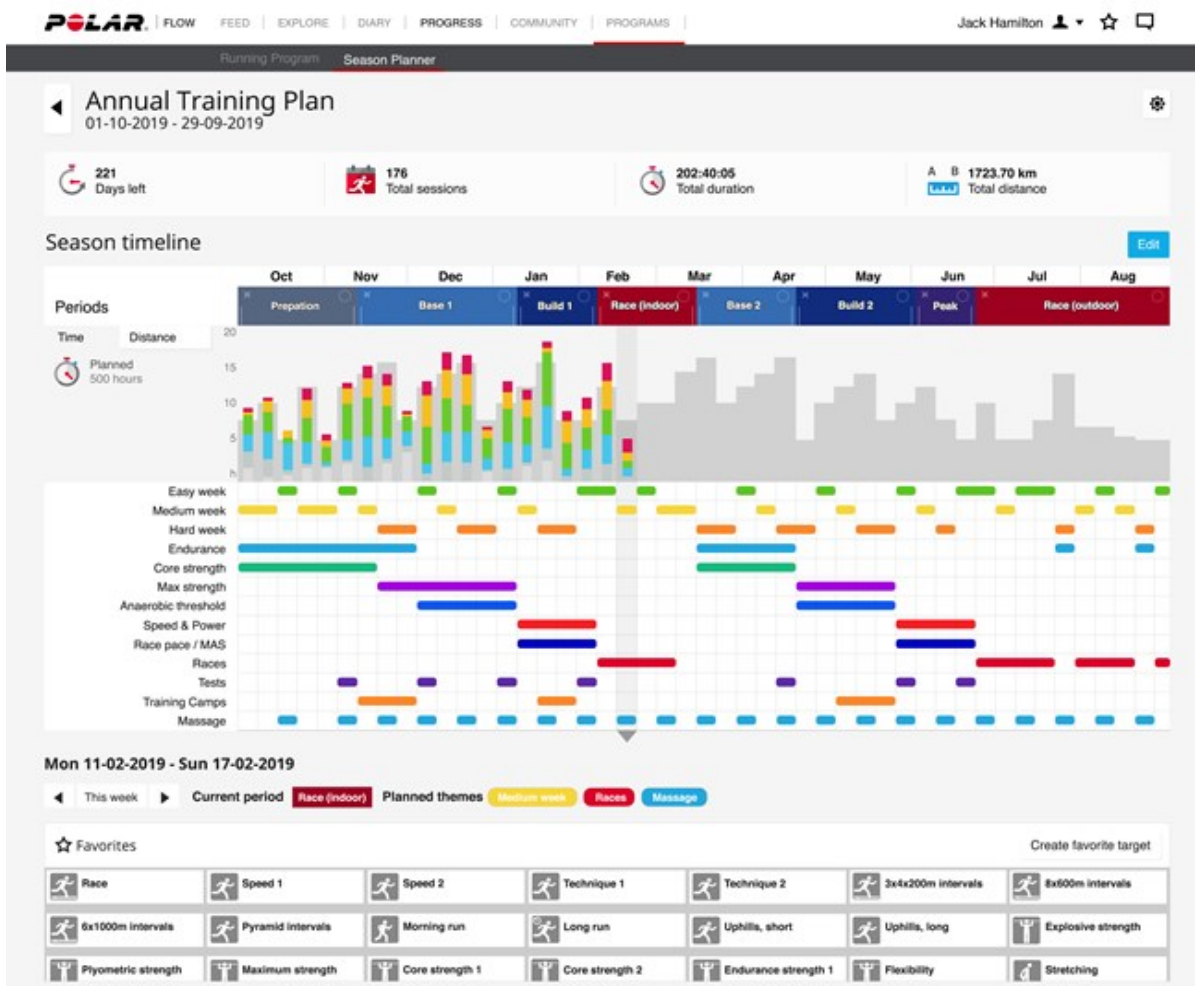 POLAR. FLOW FEED EXPLORE DIARY PROGRESS COMMUNITY PROGRAMS Jack Hamilton
Running Program Season Planner
Annual Training Plan
01-10-2019 - 29-09-2019
221 176 202:40:05 A B 1723.70 km
Days left Total sessions Total duration Total distance
Season timeline Edit
Oct Nov Dec Jan Feb Mar Apr May Jun Jul Aug
Periods Prepation Base 1 Build 1 Race (indoor) Base 2 Build 2 Peak Race (outdoor)
Time Distance 20
Planned
500 hours
15
10
5
h
Easy week
Medium week
Hard week
Endurance
Core strength
Max strength
Anaerobic threshold
Speed & Power
Race pace / MAS
Races
Tests
Training Camps
Massage
Mon 11-02-2019 - Sun 17-02-2019
This week Current period Race (indoor) Planned themes Medium week Races Massage
Favorites Create favorite target
Race Speed 1 Speed 2 Technique 1 Technique 2 3x4x200m intervals 8x600m intervals
6x1000m intervals Pyramid intervals Morning run Long run Uphills, short Uphills, long Explosive strength
Plyometric strength Maximum strength Core strength 1 Core strength 2 Endurance strength 1 Flexibility Stretching